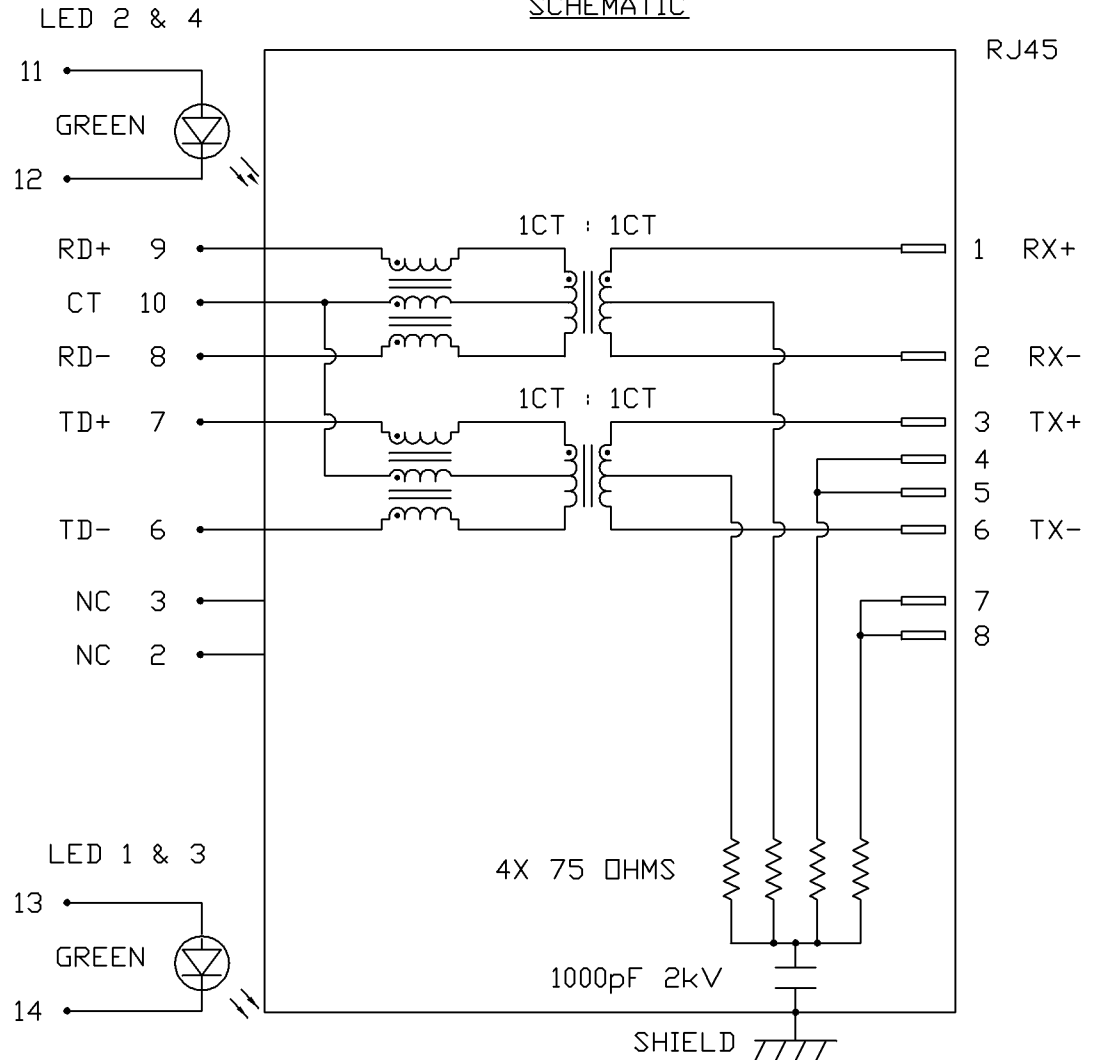 SCHEMATIC
LED 2 & 4
RJ45
11
GREEN
12
1CT : 1CT
RD+ 9
1 RX+
CT 10
RD- 8
2 RX-
1CT : 1CT
TD+ 7
3 TX+
4
5
TD- 6
6 TX-
NC 3
7
8
NC 2
LED 1 & 3
4X 75 OHMS
13
GREEN
1000pF 2kV
14
SHIELD